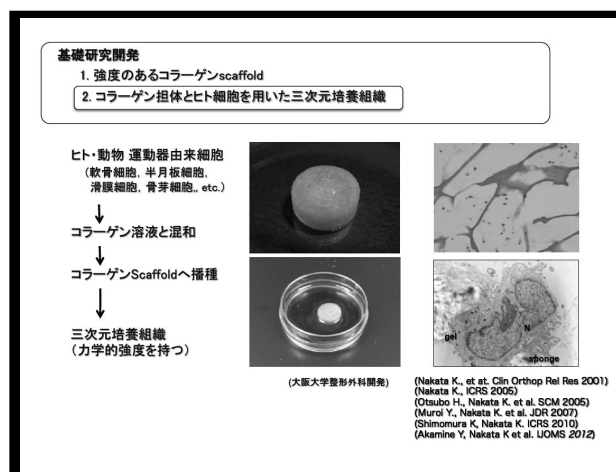 基礎研究開発
1. 強度のあるコラーゲンscaffold
2. コラーゲン担体とヒト細胞を用いた三次元培養組織
ヒト・動物 運動器由来細胞
(軟骨細胞, 半月板細胞,
滑膜細胞, 骨芽細胞,, etc.)
コラーゲン溶液と混和
コラーゲンScaffoldへ播種
三次元培養組織
(力学的強度を持つ)
gel
N
sponge
(大阪大学整形外科開発)
(Nakata K., et at. Clin Orthop Rel Res 2001)
(Nakata K., ICRS 2005)
(Otsubo H., Nakata K. et al. SCM 2005)
(Muroi Y., Nakata K. et al. JDR 2007)
(Shimomura K, Nakata K. ICRS 2010)
(Akamine Y, Nakata K et al. IJOMS 2012)